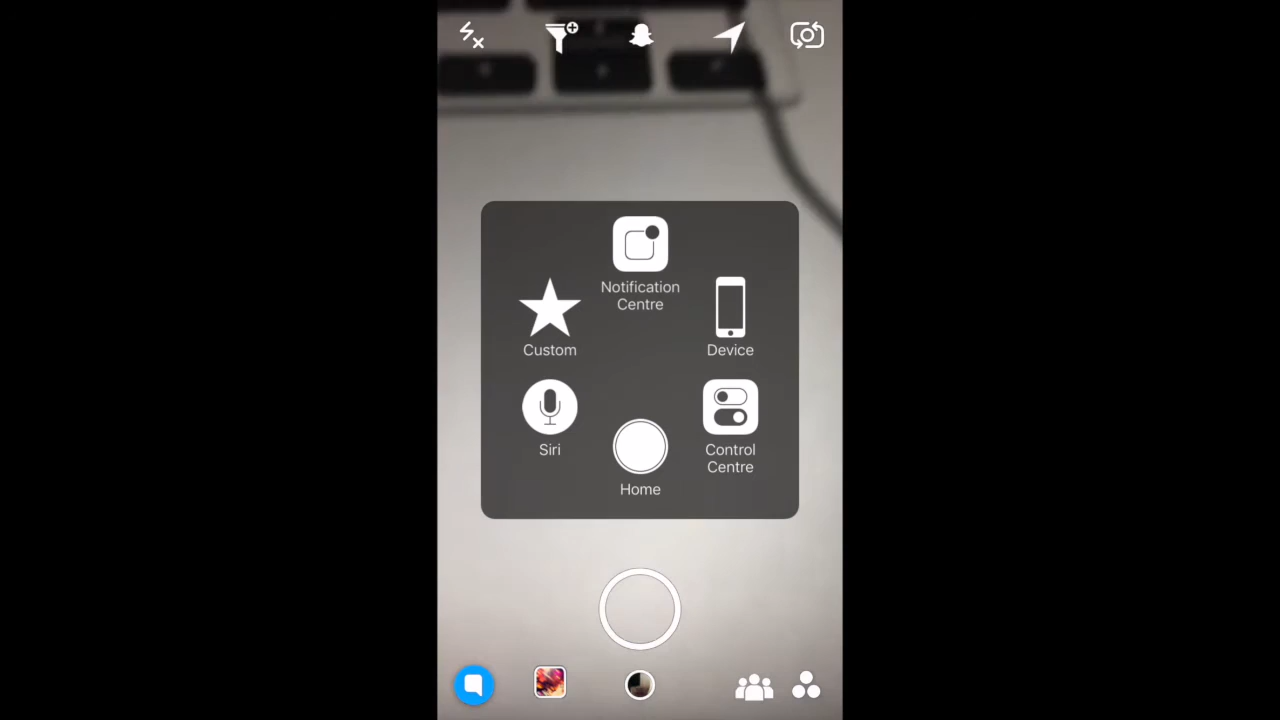 Notification
Centre
Custom
Device
Siri
Control
Centre
Home